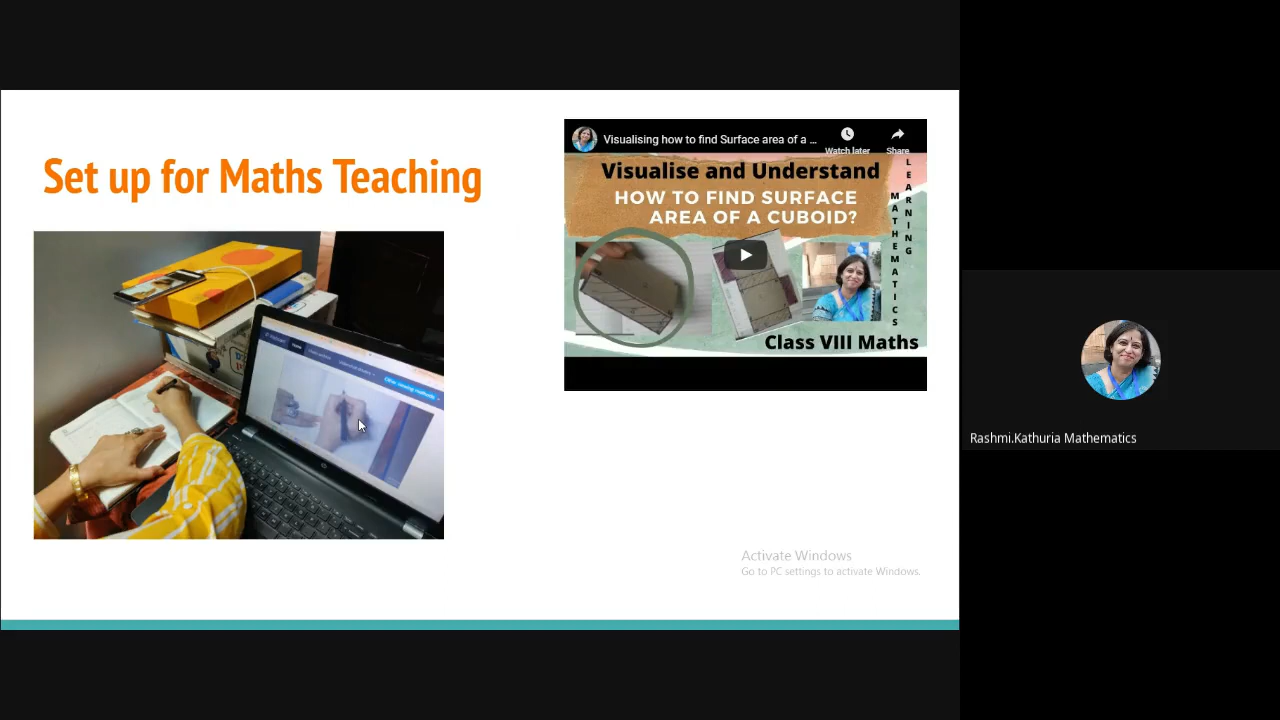 Set up for Maths Teaching
Visualising how to find Surface area of a ...
Watch later
Share
Visualise and Understand
HOW TO FIND SURFACE
AREA OF A CUBOID?
LEARNING
MATHEMATICS
Class VIII Maths
Activate Windows
Go to PC settings to activate Windows.
Rashmi.Kathuria Mathematics